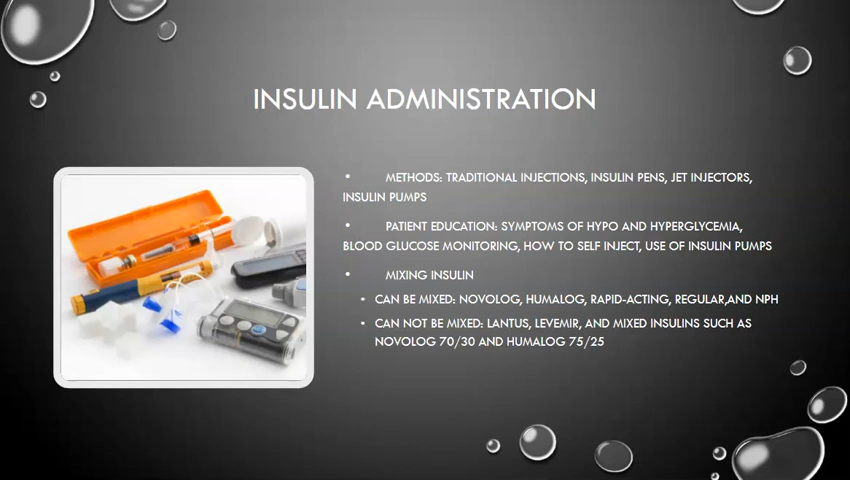 INSULIN ADMINISTRATION
• METHODS: TRADITIONAL INJECTIONS, INSULIN PENS, JET INJECTORS,
INSULIN PUMPS
• PATIENT EDUCATION: SYMPTOMS OF HYPO AND HYPERGLYCEMIA,
BLOOD GLUCOSE MONITORING, HOW TO SELF INJECT, USE OF INSULIN PUMPS
• MIXING INSULIN
• CAN BE MIXED: NOVOLOG, HUMALOG, RAPID-ACTING, REGULAR,AND NPH
• CAN NOT BE MIXED: LANTUS, LEVEMIR, AND MIXED INSULINS SUCH AS
NOVOLOG 70/30 AND HUMALOG 75/25